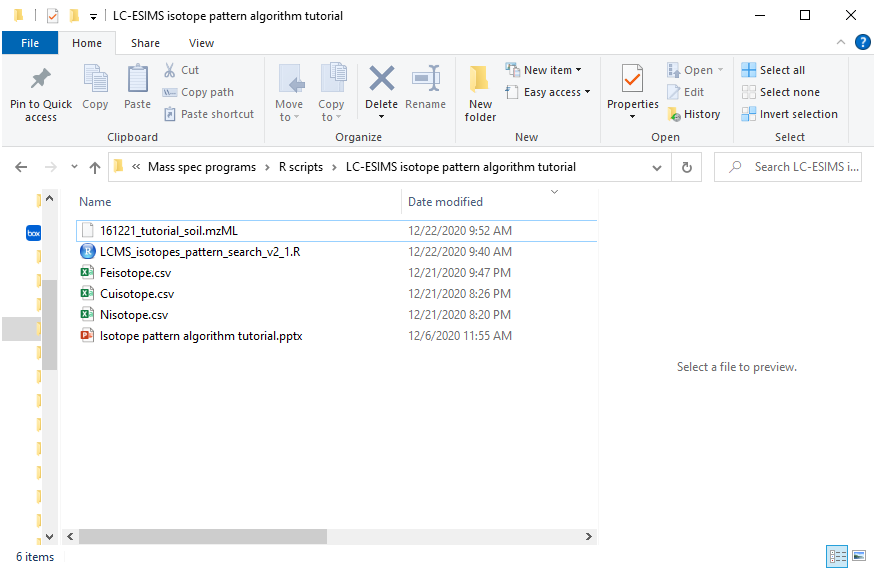 LC-ESIMS isotope pattern algorithm tutorial
File Home Share View
Pin to Quick access
Copy
Paste
Cut
Copy path
Paste shortcut
Clipboard
Move to
Copy to
Delete
Rename
Organize
New folder
New item
Easy access
New
Properties
Open
Edit
History
Open
Select all
Select none
Invert selection
Select
« Mass spec programs > R scripts > LC-ESIMS isotope pattern algorithm tutorial
Search LC-ESIMS i...
box
Name Date modified
161221_tutorial_soil.mzML 12/22/2020 9:52 AM
LCMS_isotopes_pattern_search_v2_1.R 12/22/2020 9:40 AM
Feisotope.csv 12/21/2020 9:47 PM
Cuisotope.csv 12/21/2020 8:26 PM
Nisotope.csv 12/21/2020 8:20 PM
Isotope pattern algorithm tutorial.pptx 12/6/2020 11:55 AM
Select a file to preview.
6 items